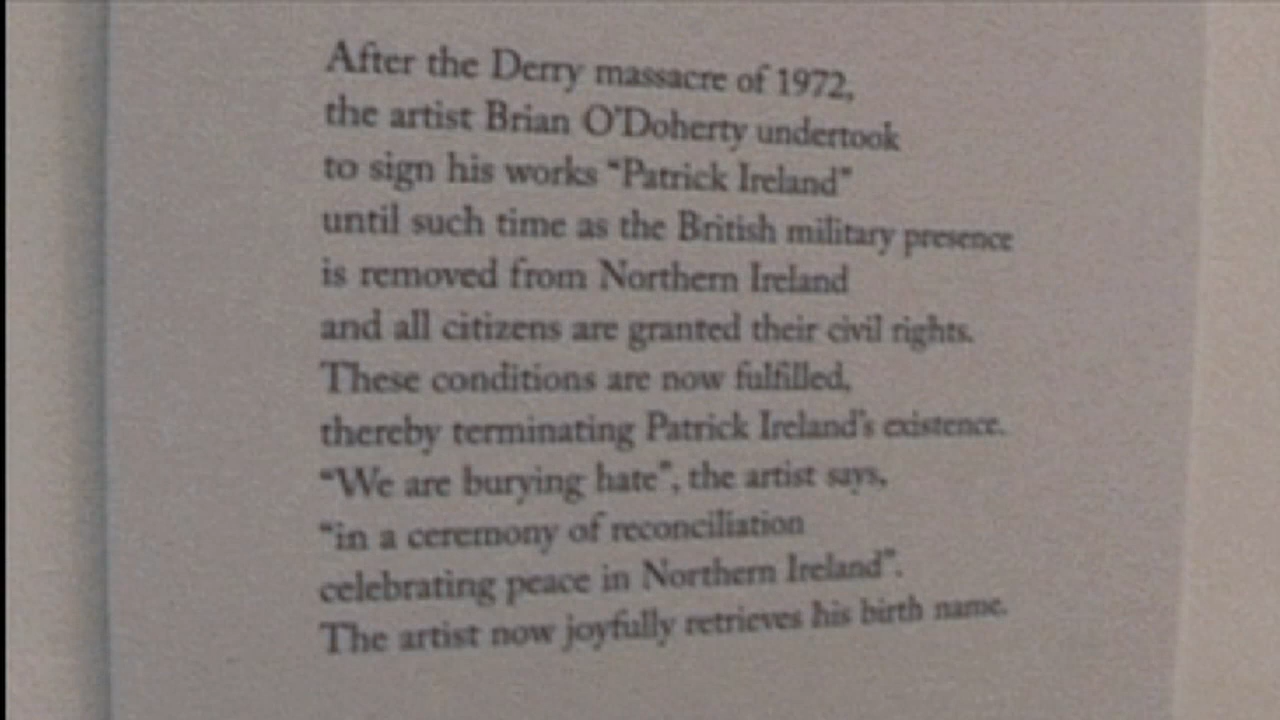 After the Derry massacre of 1972,
the artist Brian O'Doherty undertook
to sign his works “Patrick Ireland”
until such time as the British military presence
is removed from Northern Ireland
and all citizens are granted their civil rights.
These conditions are now fulfilled,
thereby terminating Patrick Ireland's existence.
“We are burying hate”, the artist says,
“in a ceremony of reconciliation
celebrating peace in Northern Ireland”.
The artist now joyfully retrieves his birth name.